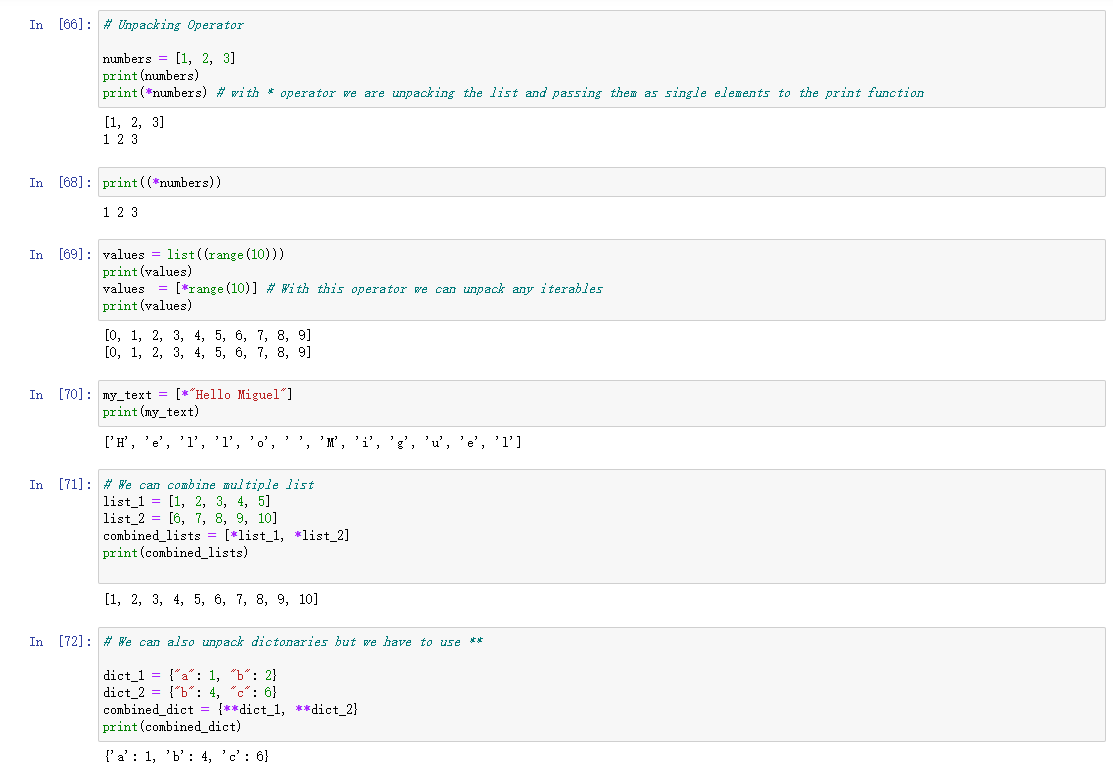 In [66]: # Unpacking Operator
numbers = [1, 2, 3]
print(numbers)
print(*numbers) # with * operator we are unpacking the list and passing them as single elements to the print function
[1, 2, 3]
1 2 3
In [68]: print((*numbers))
1 2 3
In [69]: values = list((range(10)))
print(values)
values  = [*range(10)] # With this operator we can unpack any iterables
print(values)
[0, 1, 2, 3, 4, 5, 6, 7, 8, 9]
[0, 1, 2, 3, 4, 5, 6, 7, 8, 9]
In [70]: my_text = [*"Hello Miguel"]
print(my_text)
['H', 'e', 'l', 'l', 'o', ' ', 'M', 'i', 'g', 'u', 'e', 'l']
In [71]: # We can combine multiple list
list_1 = [1, 2, 3, 4, 5]
list_2 = [6, 7, 8, 9, 10]
combined_lists = [*list_1, *list_2]
print(combined_lists)
[1, 2, 3, 4, 5, 6, 7, 8, 9, 10]
In [72]: # We can also unpack dictonaries but we have to use **
dict_1 = {"a": 1, "b": 2}
dict_2 = {"b": 4, "c": 6}
combined_dict = {**dict_1, **dict_2}
print(combined_dict)
{'a': 1, 'b': 4, 'c': 6}